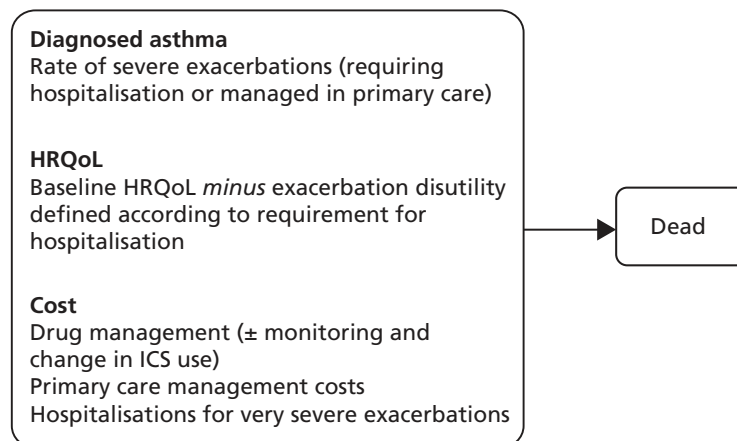 Diagnosed asthma
Rate of severe exacerbations (requiring
hospitalisation or managed in primary care)
HRQoL
Baseline HRQoL minus exacerbation disutility
defined according to requirement for
hospitalisation
Cost
Drug management (± monitoring and
change in ICS use)
Primary care management costs
Hospitalisations for very severe exacerbations
Dead